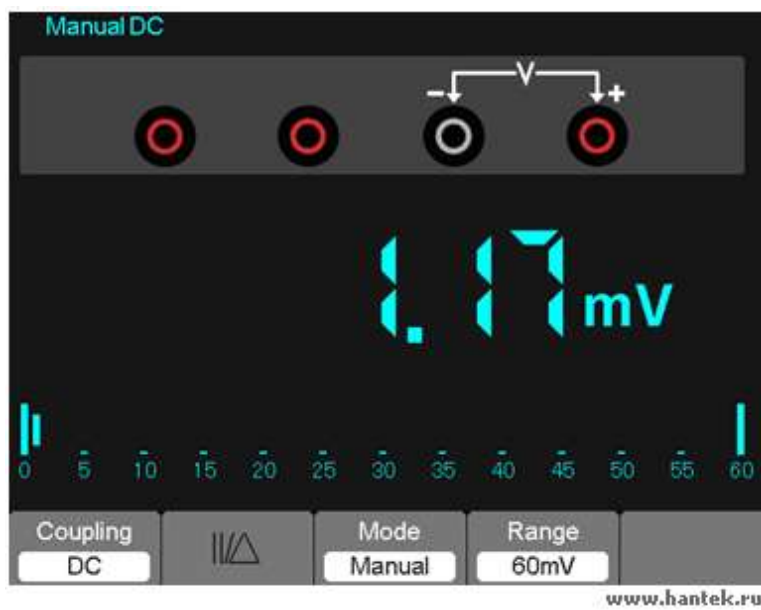 Manual DC
V
- +
1.17 mV
0 5 10 15 20 25 30 35 40 45 50 55 60
Coupling Mode Range
DC Manual 60mV
www.hantek.ru